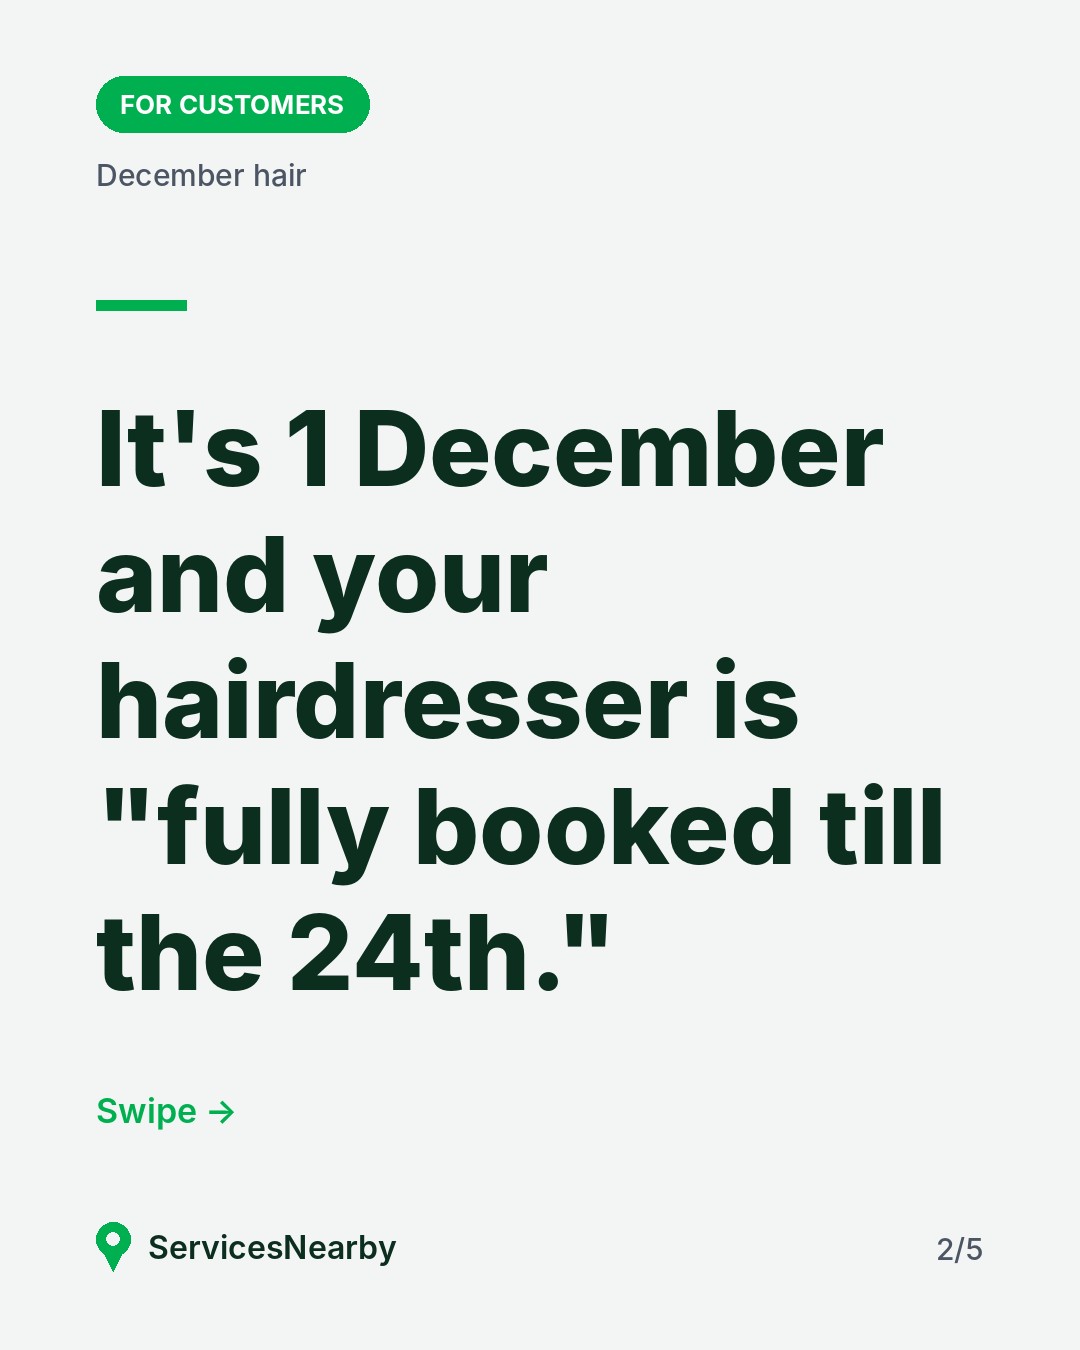 FOR CUSTOMERS
December hair
It's 1 December
and your
hairdresser is
"fully booked till
the 24th."
Swipe →
ServicesNearby
2/5